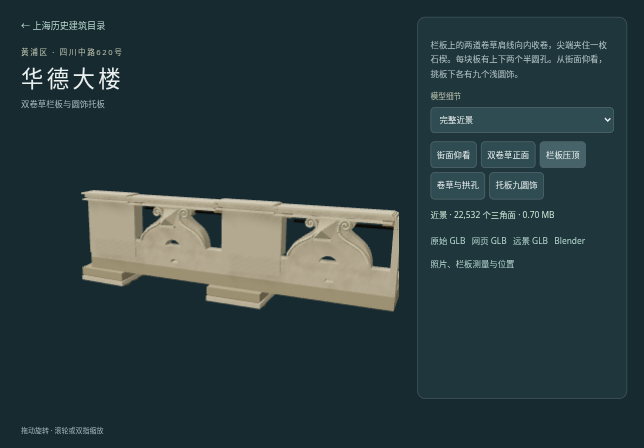 ← 上海历史建筑目录
黄浦区 · 四川中路620号
华德大楼
双卷草栏板与圆饰托板
栏板上的两道卷草肩线向内收卷，尖端夹住一枚
石楔。每块板有上下两个半圆孔。从街面仰看，
挑板下各有九个浅圆饰。
模型细节
完整近景
街面仰看
双卷草正面
栏板压顶
卷草与拱孔
托板九圆饰
近景 · 22,532 个三角面 · 0.70 MB
原始 GLB 网页 GLB 远景 GLB Blender
照片、栏板测量与位置
拖动旋转 · 滚轮或双指缩放